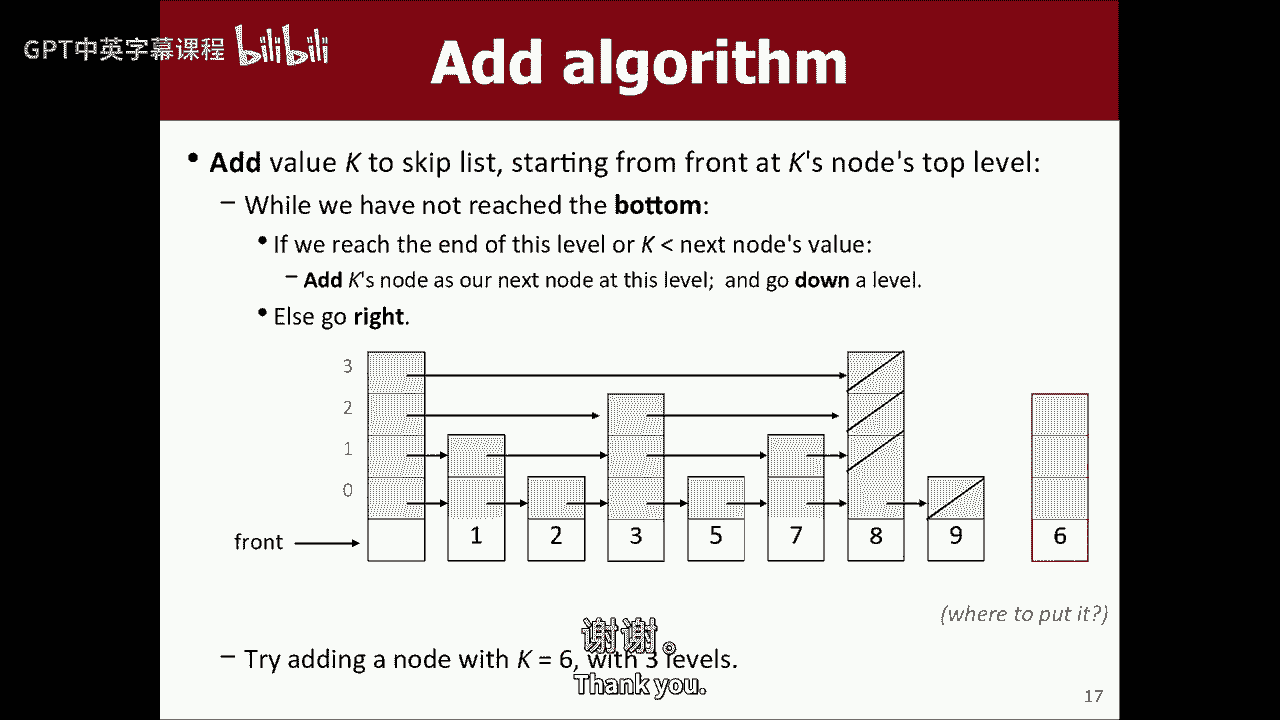 GPT中英字幕课程 bilibili
Add algorithm
• Add value K to skip list, starting from front at K's node's top level:
– While we have not reached the bottom:
• If we reach the end of this level or K < next node's value:
– Add K's node as our next node at this level; and go down a level.
• Else go right.
3
2
1
0
front
1 2 3 5 7 8 9 6
(where to put it?)
谢谢。
– Try adding a node with K = 6, with 3 levels.
Thank you.
17